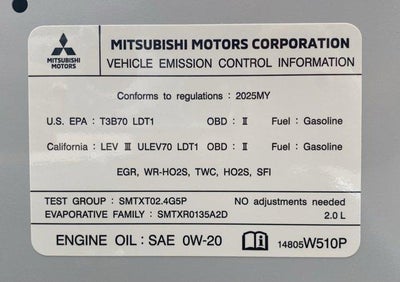 MITSUBISHI MOTORS
MITSUBISHI MOTORS CORPORATION
VEHICLE EMISSION CONTROL INFORMATION
Conforms to regulations : 2025MY
U.S. EPA : T3B70 LDT1 OBD : II Fuel : Gasoline
California : LEV III ULEV70 LDT1 OBD : II Fuel : Gasoline
EGR, WR-HO2S, TWC, HO2S, SFI
TEST GROUP : SMTXT02.4G5P NO adjustments needed
EVAPORATIVE FAMILY : SMTXR0135A2D 2.0 L
ENGINE OIL : SAE 0W-20 14805W510P